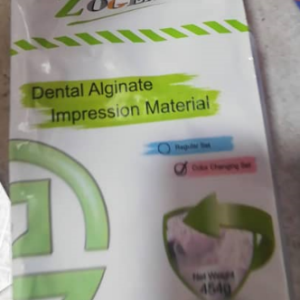 Dental Alginate
Impression Material
Regular Set
Color Changing Set
Net Weight
454g